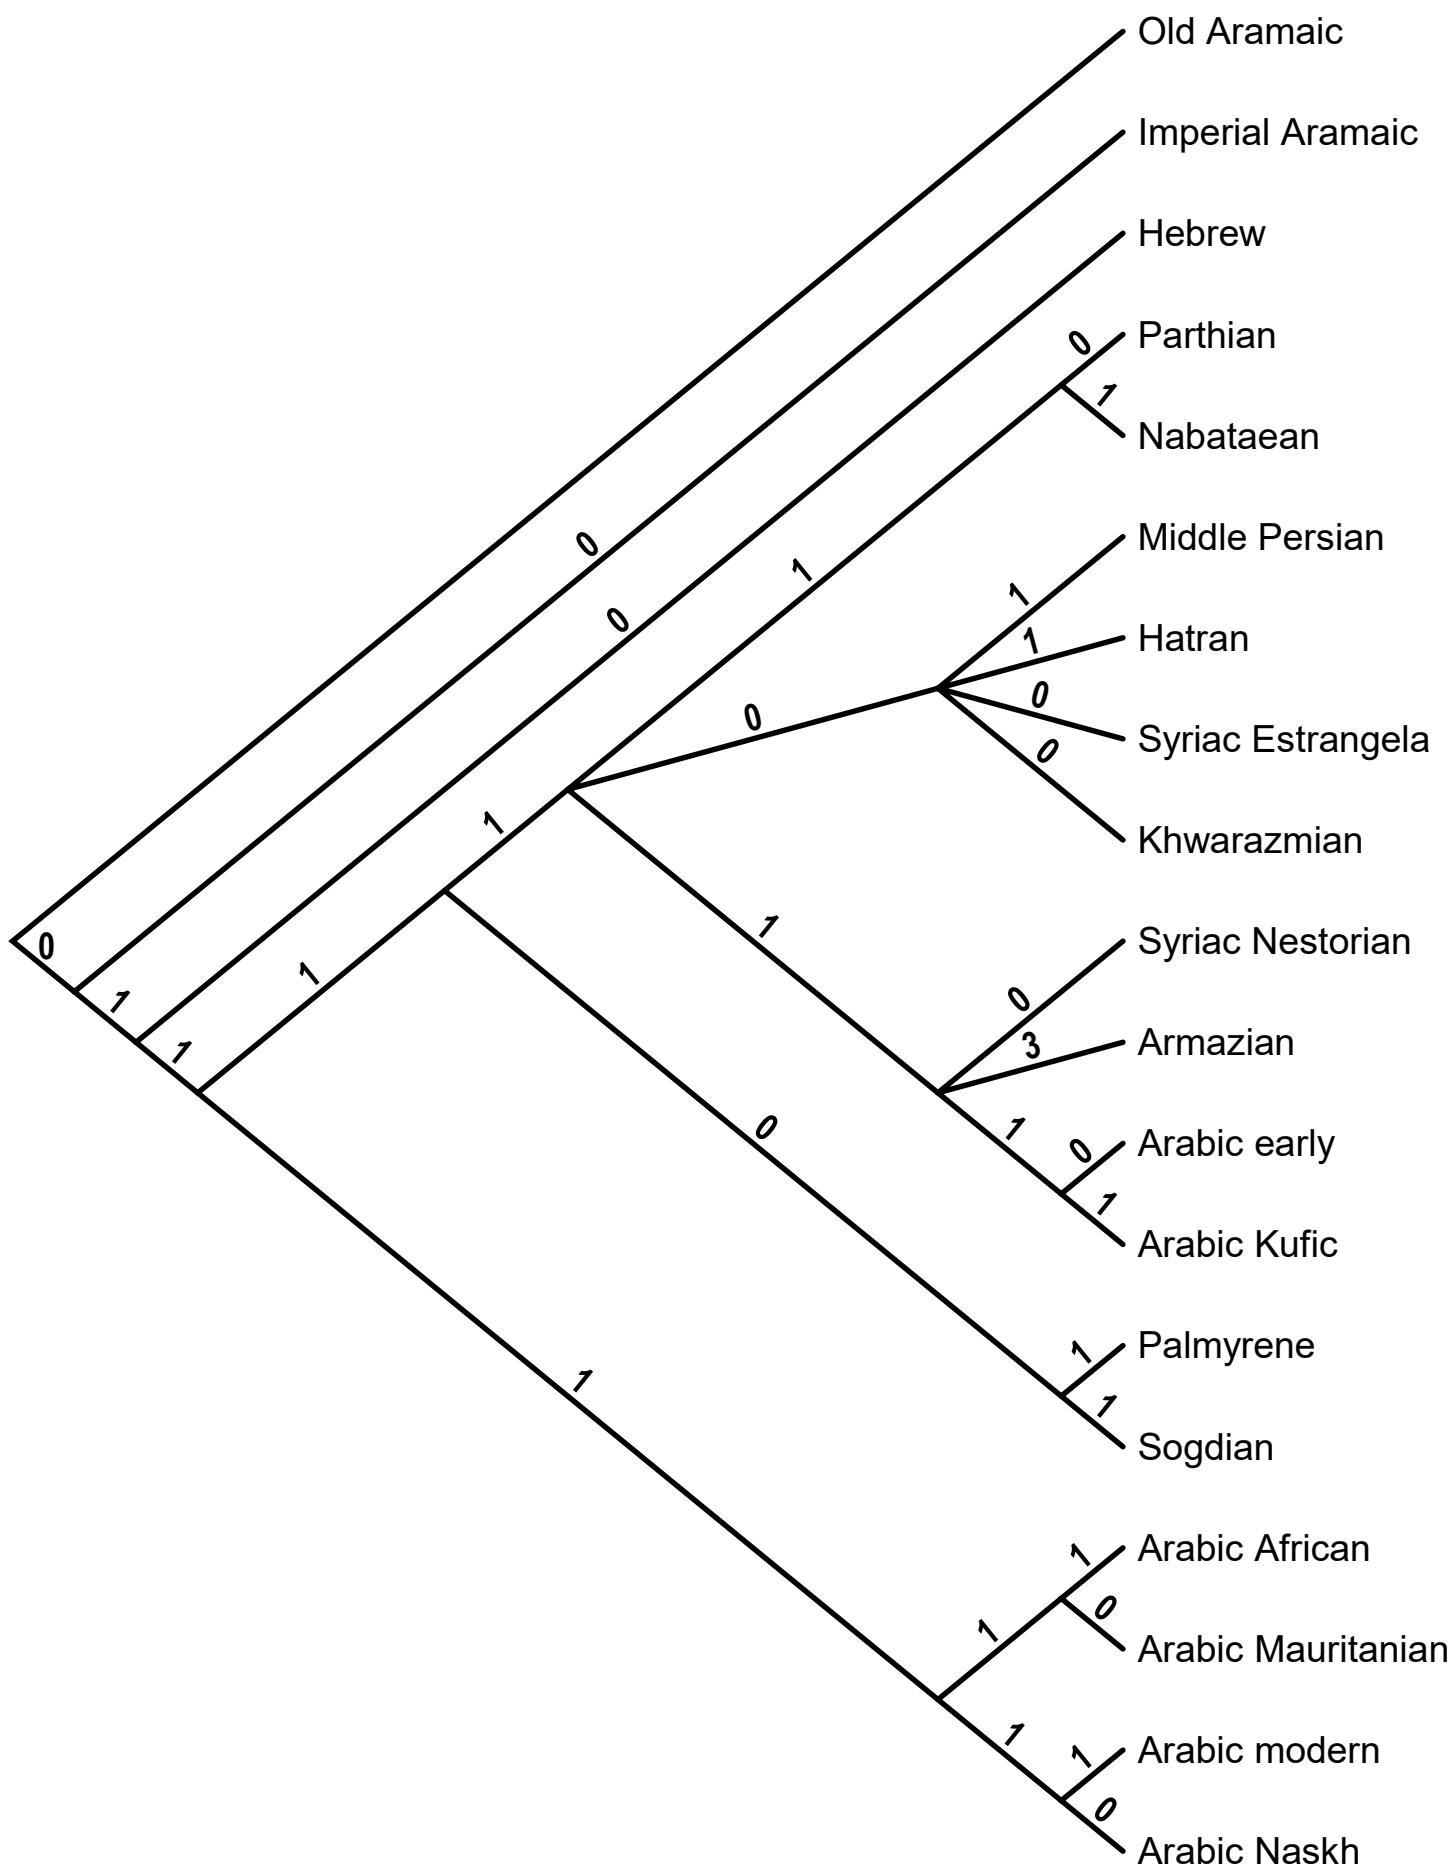 Old Aramaic
Imperial Aramaic
Hebrew
0
Parthian
1
Nabataean
0
Middle Persian
1
1
Hatran
1
0
0
Syriac Estrangela
0
0
Khwarazmian
1
1
Syriac Nestorian
0
1
0
1
3
Armazian
1
1
0
0
Arabic early
1
Arabic Kufic
1
Palmyrene
1
1
Sogdian
1
Arabic African
0
1
Arabic Mauritanian
1
1
Arabic modern
0
Arabic Naskh